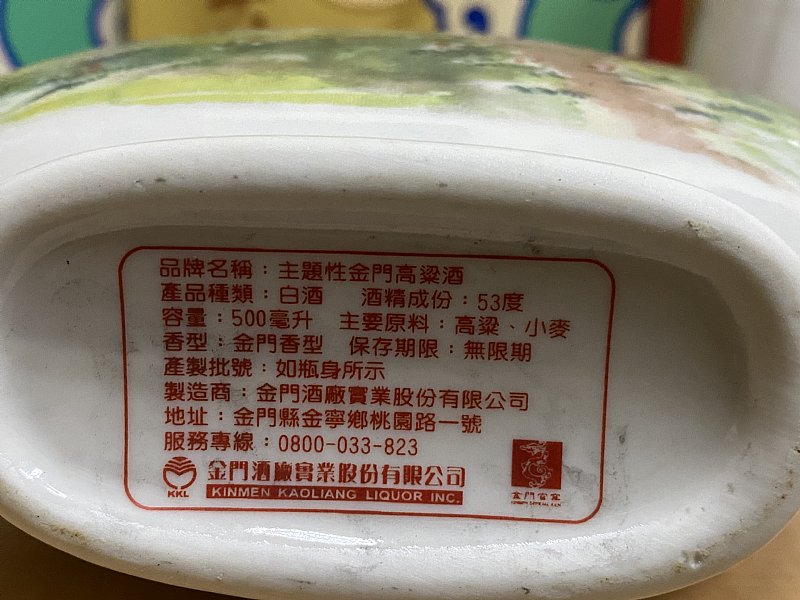 品牌名稱：主題性金門高粱酒
產品種類：白酒　酒精成份：53度
容量：500毫升　主要原料：高粱、小麥
香型：金門香型　保存期限：無限期
產製批號：如瓶身所示
製造商：金門酒廠實業股份有限公司
地址：金門縣金寧鄉桃園路一號
服務專線：0800-033-823
KKL
金門酒廠實業股份有限公司
KINMEN KAOLIANG LIQUOR INC.
金門官窯